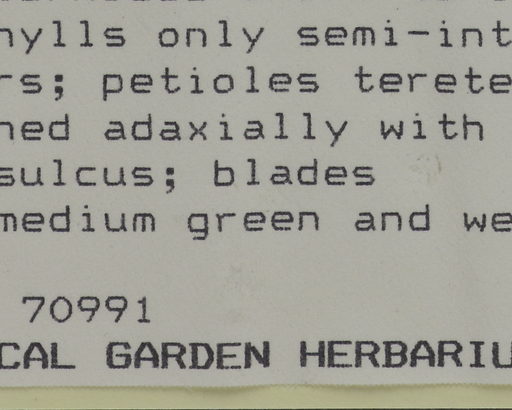 hylls only semi-int
rs; petioles terete
ned adaxially with
sulcus; blades
medium green and we
70991
CAL GARDEN HERBARIU